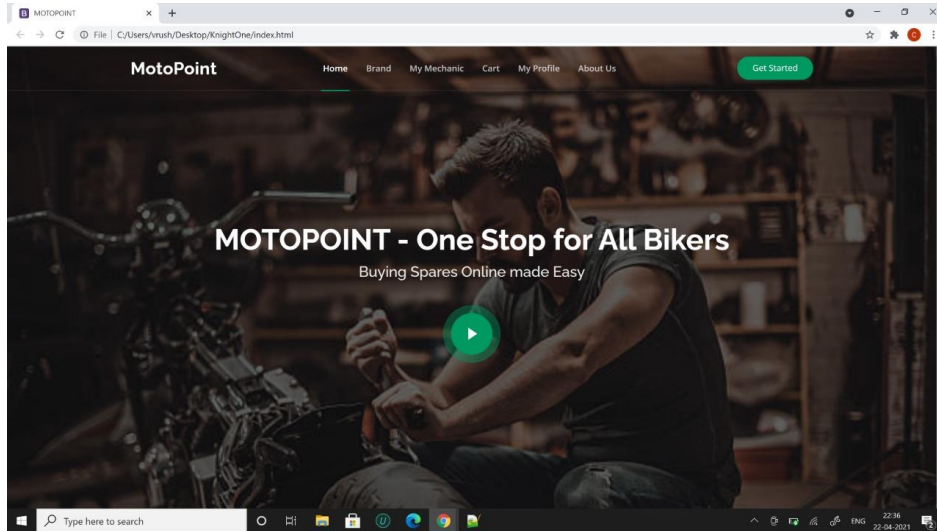 B MOTOPOINT
File C:/Users/vrush/Desktop/KnightOne/index.html
C
MotoPoint Home Brand My Mechanic Cart My Profile About Us Get Started
MOTOPOINT - One Stop for All Bikers
Buying Spares Online made Easy
Type here to search
ENG
22:36
22-04-2021
2